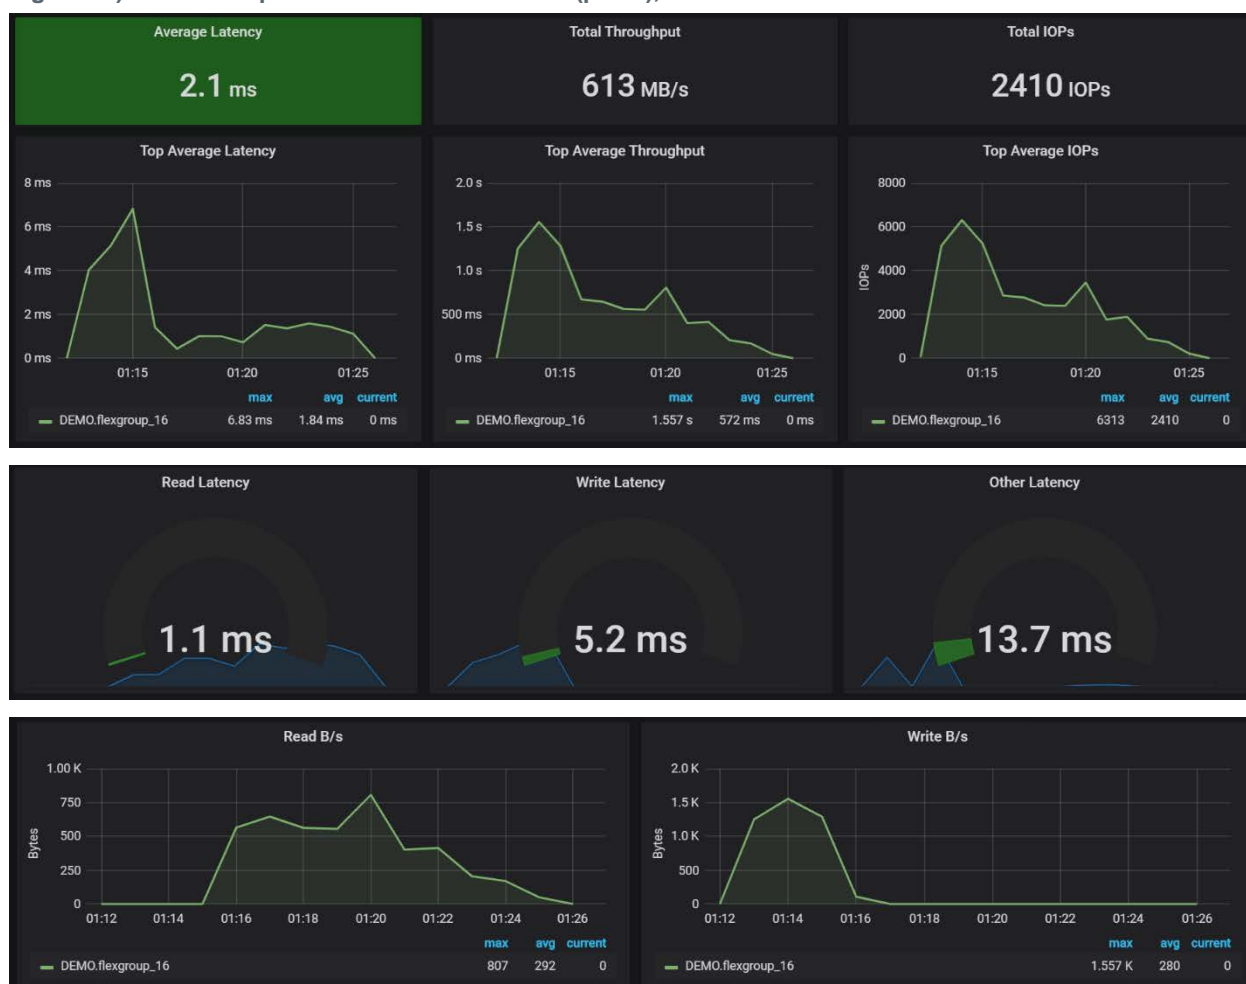 Average Latency
2.1 ms
Total Throughput
613 MB/s
Total IOPs
2410 IOPs
Top Average Latency
8 ms
6 ms
4 ms
2 ms
0 ms
01:15 01:20 01:25
max avg current
DEMO.flexgroup_16 6.83 ms 1.84 ms 0 ms
Top Average Throughput
2.0 s
1.5 s
1.0 s
500 ms
0 ms
01:15 01:20 01:25
max avg current
DEMO.flexgroup_16 1.557 s 572 ms 0 ms
Top Average IOPs
IOPs
8000
6000
4000
2000
0
01:15 01:20 01:25
max avg current
DEMO.flexgroup_16 6313 2410 0
Read Latency
1.1 ms
Write Latency
5.2 ms
Other Latency
13.7 ms
Read B/s
Bytes
1.00 K
750
500
250
0
01:12 01:14 01:16 01:18 01:20 01:22 01:24 01:26
max avg current
DEMO.flexgroup_16 807 292 0
Write B/s
Bytes
2.0 K
1.5 K
1.0 K
500
0
01:12 01:14 01:16 01:18 01:20 01:22 01:24 01:26
max avg current
DEMO.flexgroup_16 1.557 K 280 0